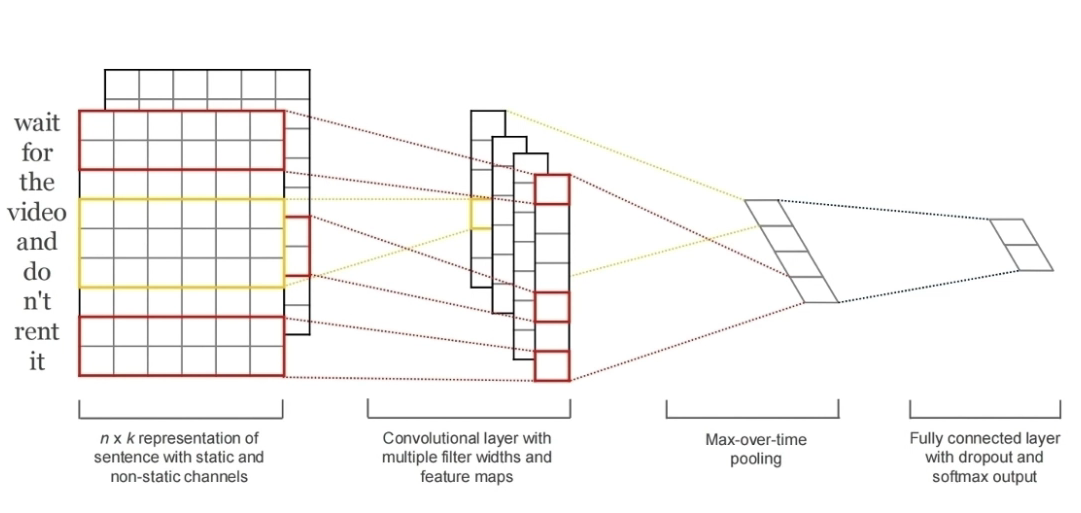 wait
for
the
video
and
do
n't
rent
it
n x k representation of
sentence with static and
non-static channels
Convolutional layer with
multiple filter widths and
feature maps
Max-over-time
pooling
Fully connected layer
with dropout and
softmax output